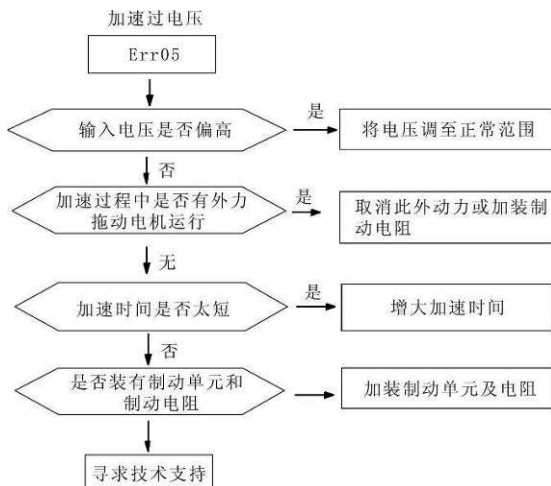 加速过电压
Err05
输入电压是否偏高
是
将电压调至正常范围
否
加速过程中是否有外力
拖动电机运行
是
取消此外动力或加装制
动电阻
无
加速时间是否太短
是
增大加速时间
否
是否装有制动单元和
制动电阻
加装制动单元及电阻
寻求技术支持